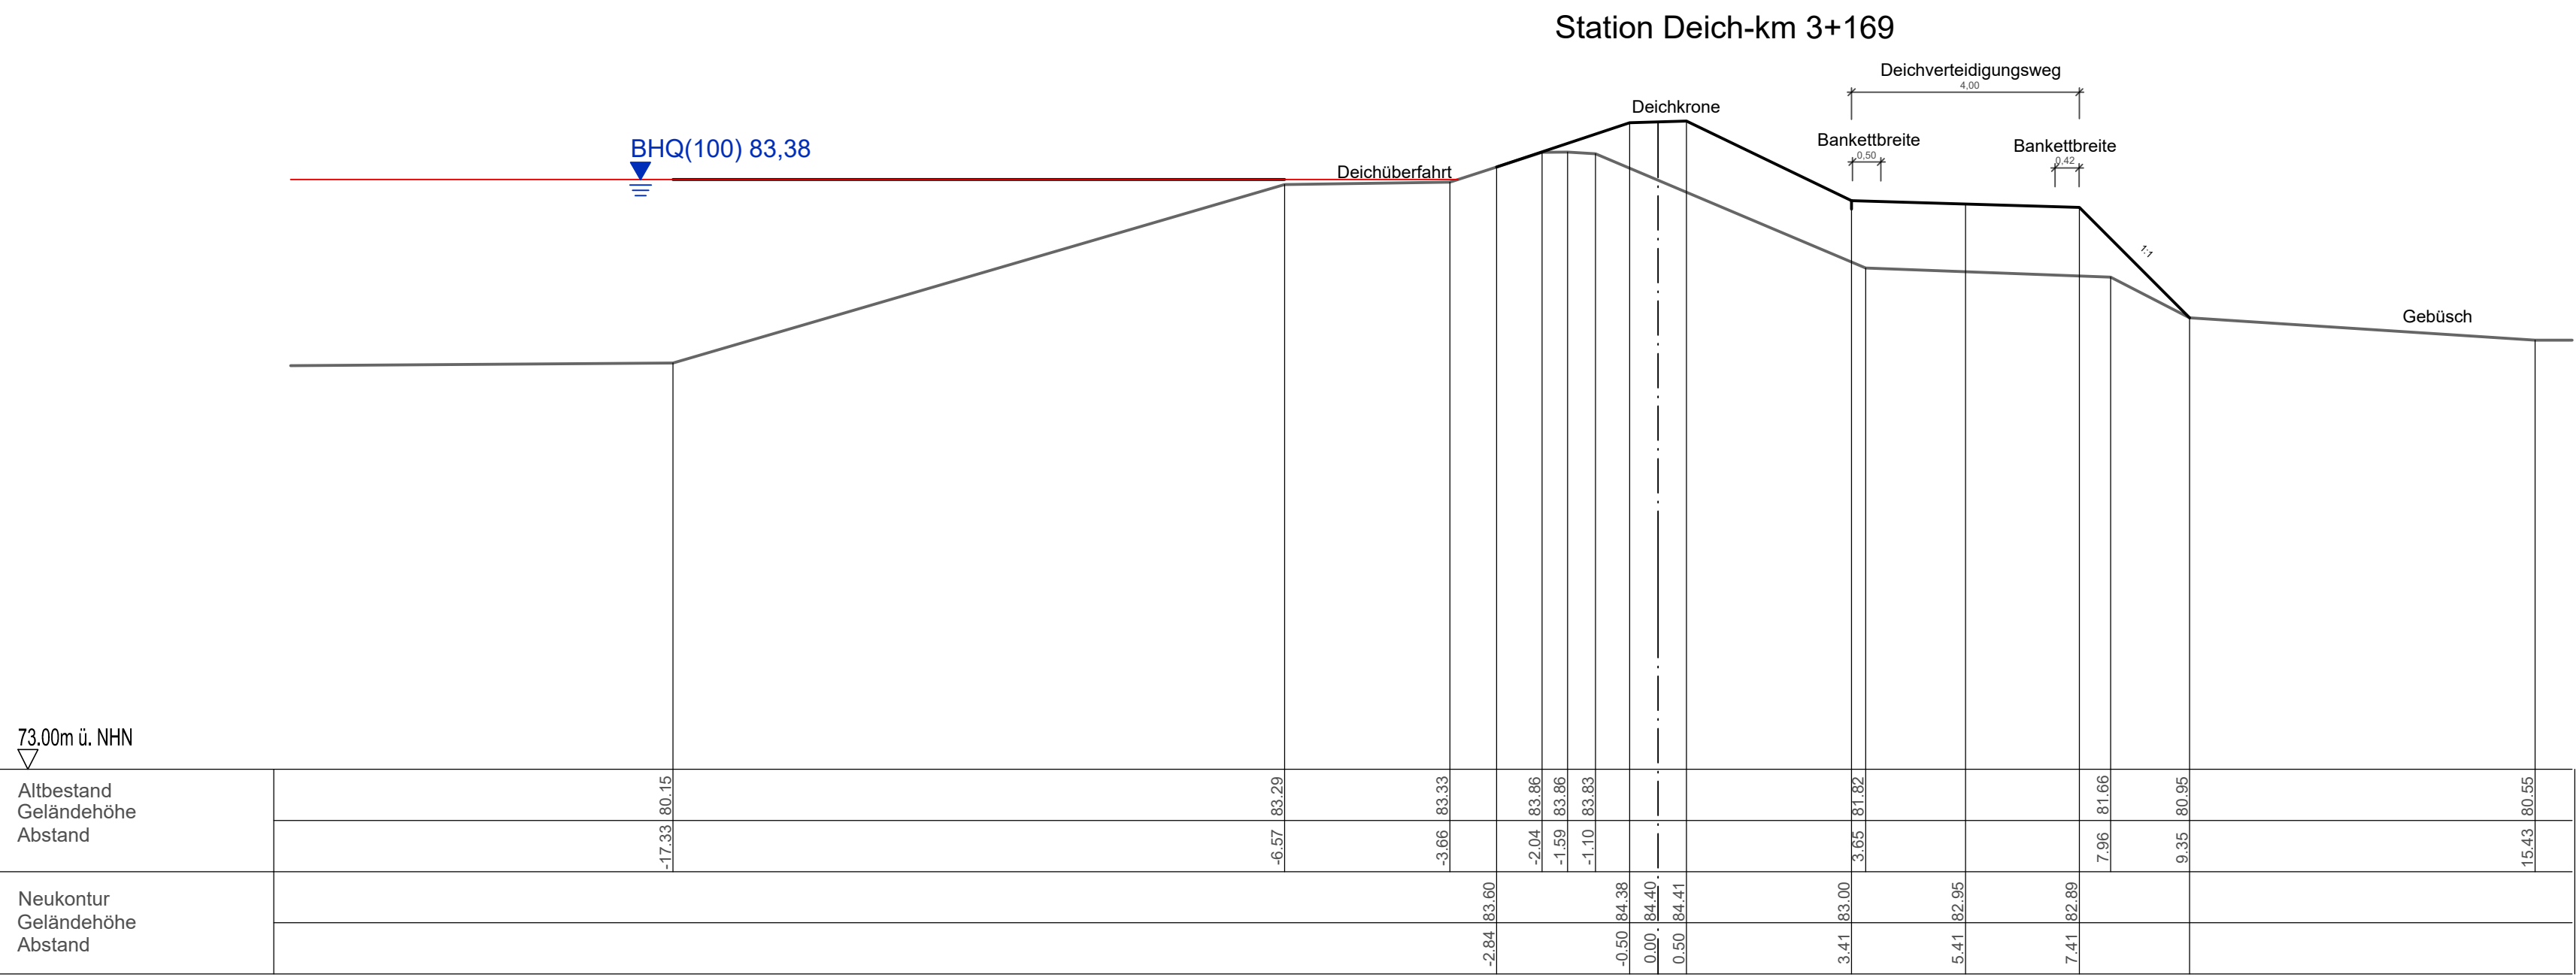 Station Deich-km 3+169
Deichverteidigungsweg
4,00
Deichkrone
Bankettbreite
0,50
Bankettbreite
0,42
BHQ(100) 83,38
Deichüberfahrt
1:1
Gebüsch
73.00m ü. NHN
Altbestand
Geländehöhe
80.15 83.29 83.33 83.86 83.86 83.83 81.82 81.66 80.95 80.55
Abstand
-17.33 -6.57 -3.66 -2.04 -1.59 -1.10 3.65 7.96 9.35 15.43
Neukontur
Geländehöhe
83.60 84.38 84.40 84.41 83.00 82.95 82.89
Abstand
-2.84 -0.50 0.00 0.50 3.41 5.41 7.41